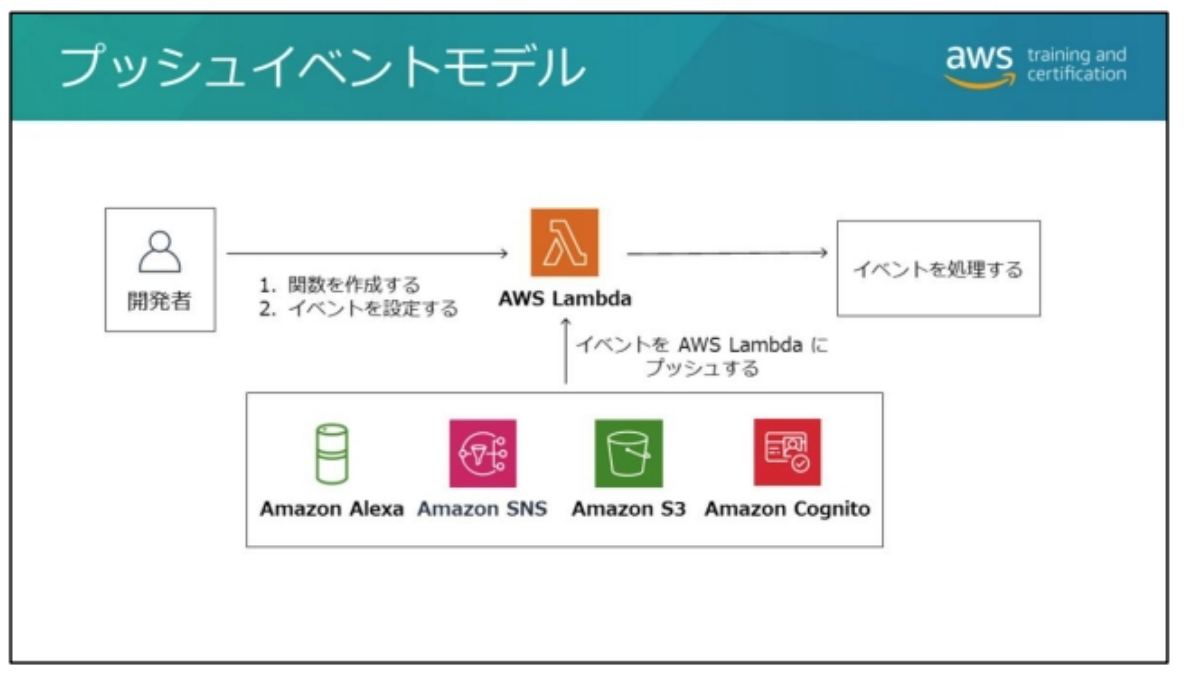 プッシュイベントモデル
aws training and
certification
開発者
1. 関数を作成する
2. イベントを設定する
AWS Lambda
イベントを処理する
イベントを AWS Lambda に
プッシュする
Amazon Alexa Amazon SNS Amazon S3 Amazon Cognito